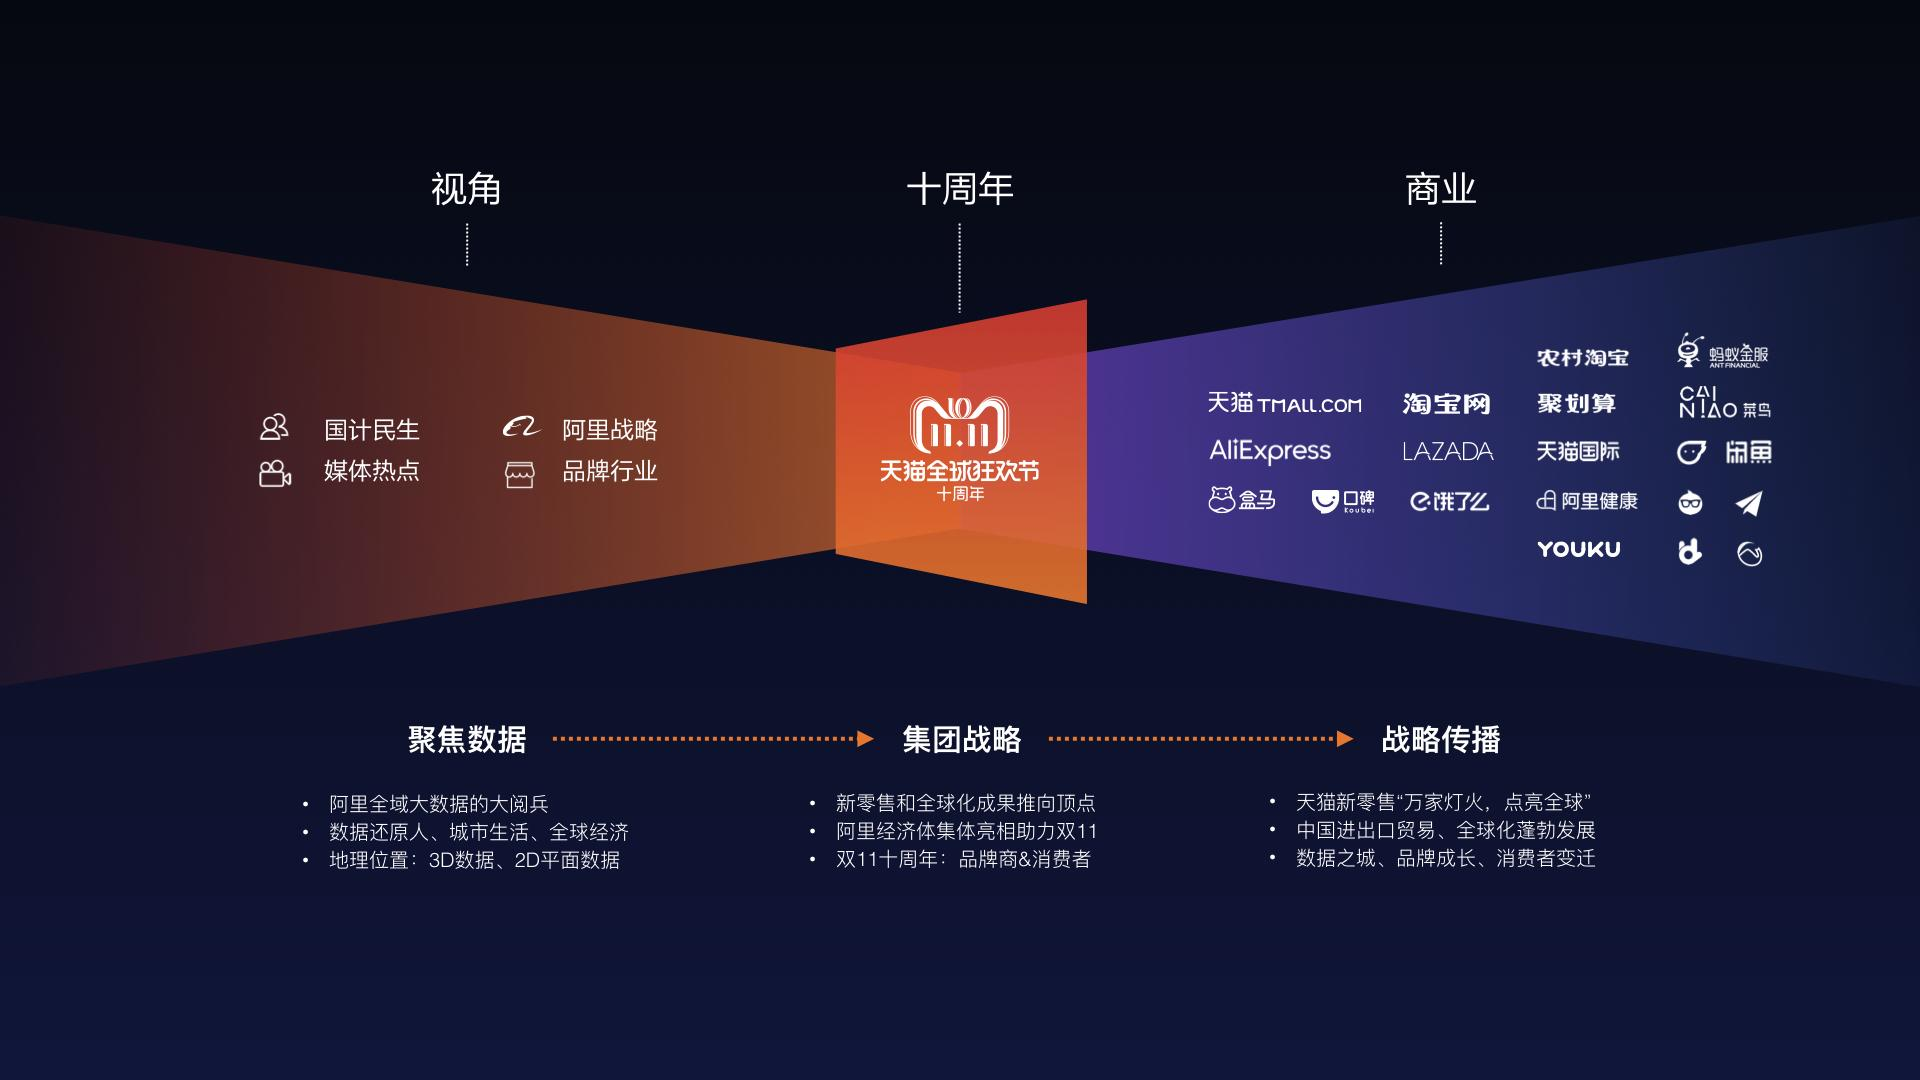 视角
十周年
商业
国计民生
阿里战略
媒体热点
品牌行业
10
11.11
天猫全球狂欢节
十周年
天猫 TMALL.COM
淘宝网
农村淘宝
蚂蚁金服
ANT FINANCIAL
聚划算
CAI
NIAO 菜鸟
AliExpress
LAZADA
天猫国际
闲鱼
盒马
口碑
koubei
饿了么
阿里健康
YOUKU
聚焦数据
集团战略
战略传播
• 阿里全域大数据的大阅兵
• 数据还原人、城市生活、全球经济
• 地理位置：3D数据、2D平面数据
• 新零售和全球化成果推向顶点
• 阿里经济体集体亮相助力双11
• 双11十周年：品牌商&消费者
• 天猫新零售“万家灯火，点亮全球”
• 中国进出口贸易、全球化蓬勃发展
• 数据之城、品牌成长、消费者变迁